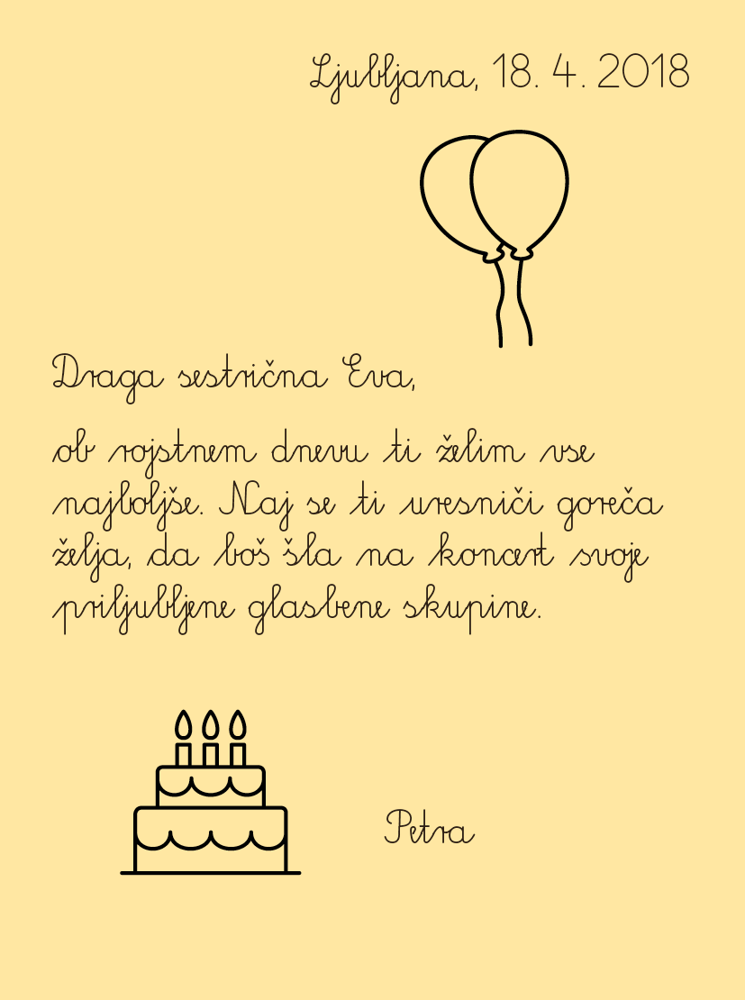 Ljubljana, 18. 4. 2018
Draga sestrična Eva,
ob rojstnem dnevu ti želim vse
najboljše. Naj se ti uresniči goreča
želja, da boš šla na koncert svoje
priljubljene glasbene skupine.
Petra